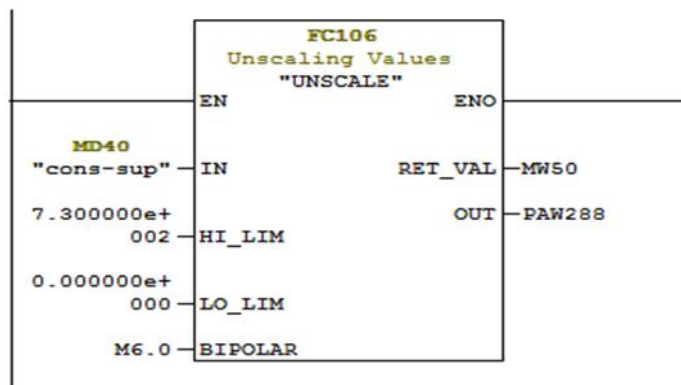 FC106
Unscaling Values
"UNSCALE"
EN ENO
MD40
"cons-sup" IN RET_VAL MW50
7.300000e+ OUT PAW288
002 HI_LIM
0.000000e+
000 LO_LIM
M6.0 BIPOLAR